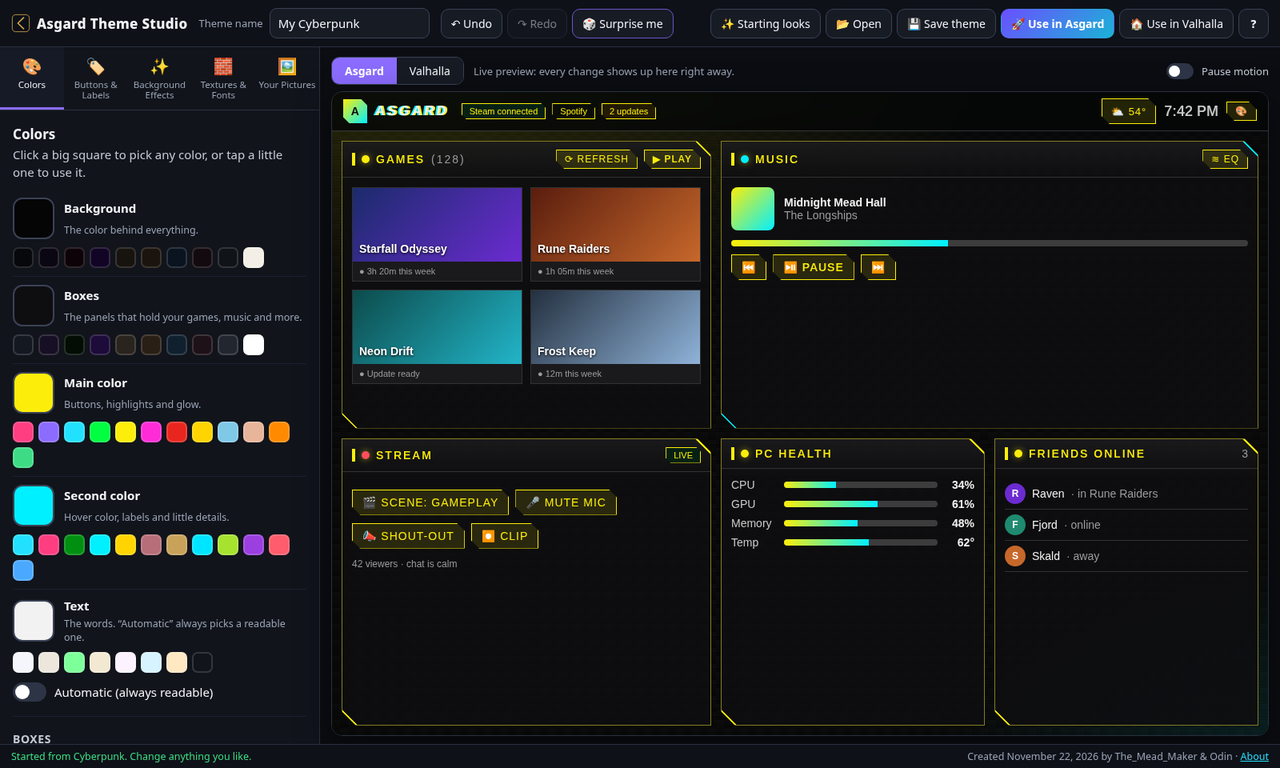 Asgard Theme Studio
Theme name
My Cyberpunk
↶ Undo
↷ Redo
🎲 Surprise me
✨ Starting looks
📂 Open
💾 Save theme
🚀 Use in Asgard
🏠 Use in Valhalla
?
Colors
Buttons & Labels
Background Effects
Textures & Fonts
Your Pictures
Colors
Click a big square to pick any color, or tap a little
one to use it.
Background
The color behind everything.
Boxes
The panels that hold your games, music and more.
Main color
Buttons, highlights and glow.
Second color
Hover color, labels and little details.
Text
The words. “Automatic” always picks a readable
one.
Automatic (always readable)
BOXES
Asgard
Valhalla
Live preview: every change shows up here right away.
Pause motion
A
ASGARD
Steam connected
Spotify
2 updates
⛅ 54°
7:42 PM
GAMES (128)
⟳ REFRESH
▶ PLAY
Starfall Odyssey
● 3h 20m this week
Rune Raiders
● 1h 05m this week
Neon Drift
● Update ready
Frost Keep
● 12m this week
MUSIC
≋ EQ
Midnight Mead Hall
The Longships
⏮
⏯ PAUSE
⏭
STREAM
LIVE
🎬 SCENE: GAMEPLAY
🎤 MUTE MIC
📣 SHOUT-OUT
⏺ CLIP
42 viewers · chat is calm
PC HEALTH
CPU 34%
GPU 61%
Memory 48%
Temp 62°
FRIENDS ONLINE
3
R Raven · in Rune Raiders
F Fjord · online
S Skald · away
Started from Cyberpunk. Change anything you like.
Created November 22, 2026 by The_Mead_Maker & Odin · About